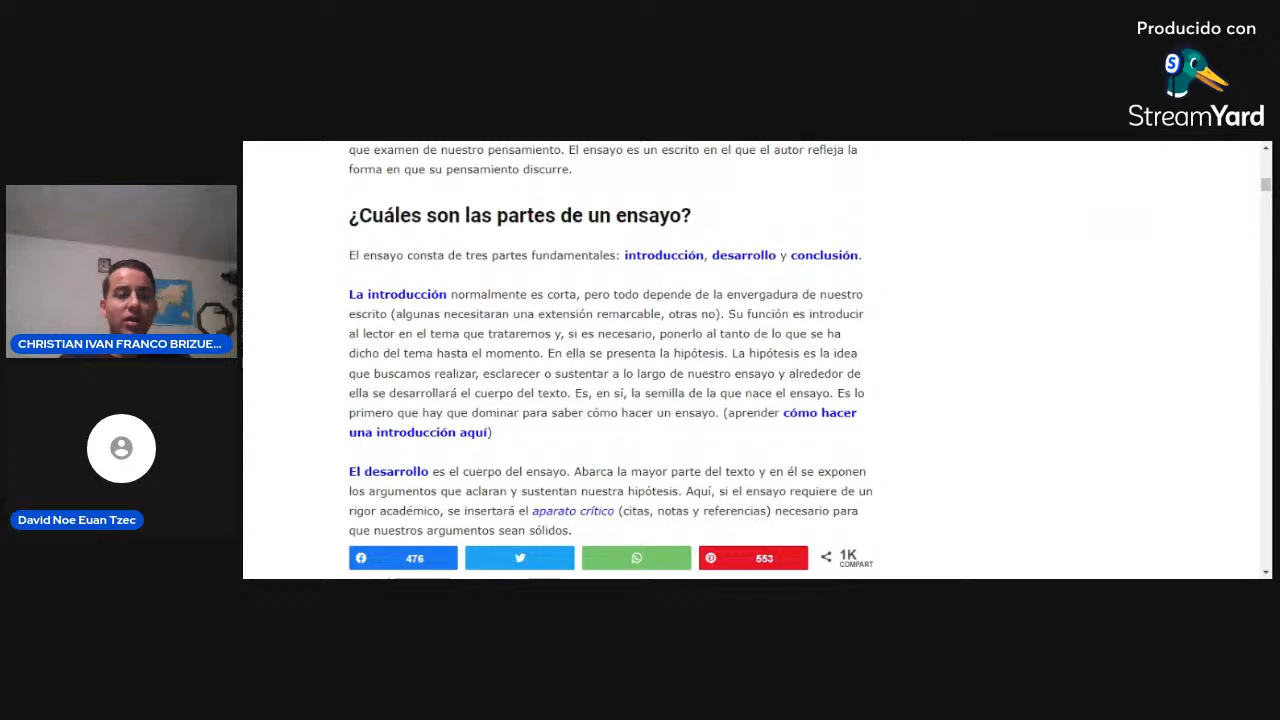 Producido con
StreamYard
que examen de nuestro pensamiento. El ensayo es un escrito en el que el autor refleja la
forma en que su pensamiento discurre.
¿Cuáles son las partes de un ensayo?
El ensayo consta de tres partes fundamentales: introducción, desarrollo y conclusión.
La introducción normalmente es corta, pero todo depende de la envergadura de nuestro
escrito (algunas necesitaran una extensión remarcable, otras no). Su función es introducir
al lector en el tema que trataremos y, si es necesario, ponerlo al tanto de lo que se ha
dicho del tema hasta el momento. En ella se presenta la hipótesis. La hipótesis es la idea
que buscamos realizar, esclarecer o sustentar a lo largo de nuestro ensayo y alrededor de
ella se desarrollará el cuerpo del texto. Es, en sí, la semilla de la que nace el ensayo. Es lo
primero que hay que dominar para saber cómo hacer un ensayo. (aprender cómo hacer
una introducción aquí)
El desarrollo es el cuerpo del ensayo. Abarca la mayor parte del texto y en él se exponen
los argumentos que aclaran y sustentan nuestra hipótesis. Aquí, si el ensayo requiere de un
rigor académico, se insertará el aparato crítico (citas, notas y referencias) necesario para
que nuestros argumentos sean sólidos.
476
553
1K
COMPART
CHRISTIAN IVAN FRANCO BRIZUE...
David Noe Euan Tzec